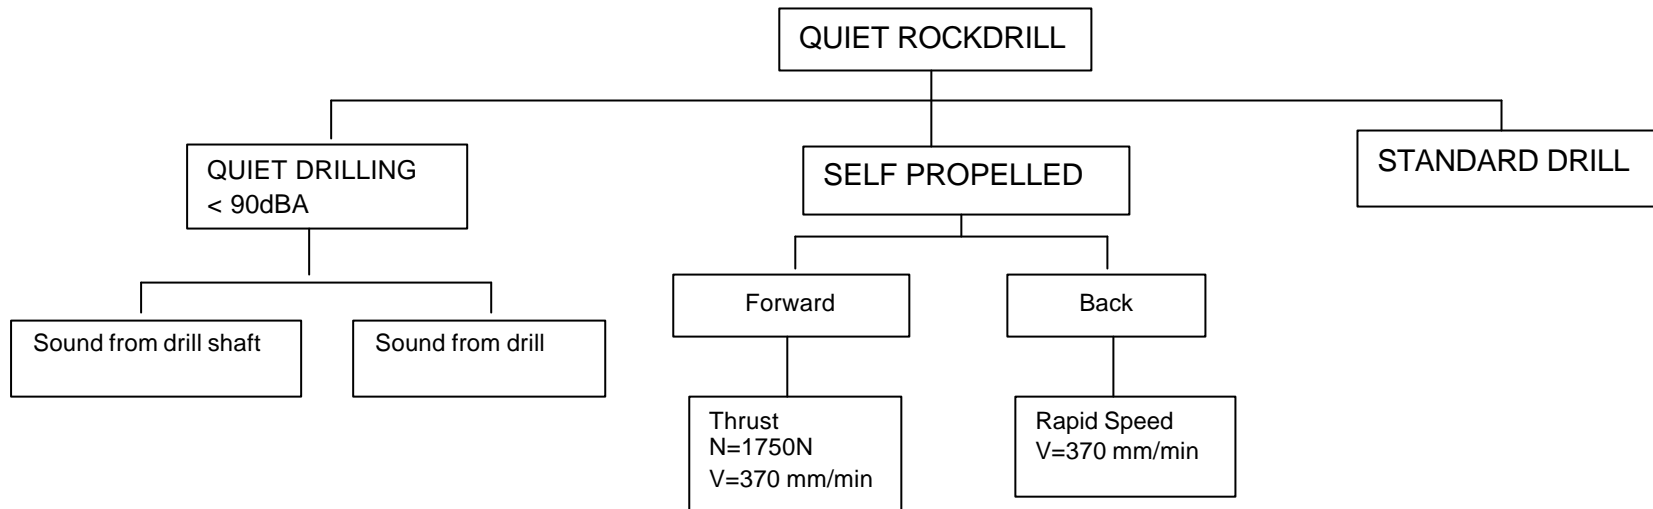 QUIET ROCKDRILL
QUIET DRILLING
< 90dBA
SELF PROPELLED
STANDARD DRILL
Sound from drill shaft
Sound from drill
Forward
Back
Thrust
N=1750N
V=370 mm/min
Rapid Speed
V=370 mm/min